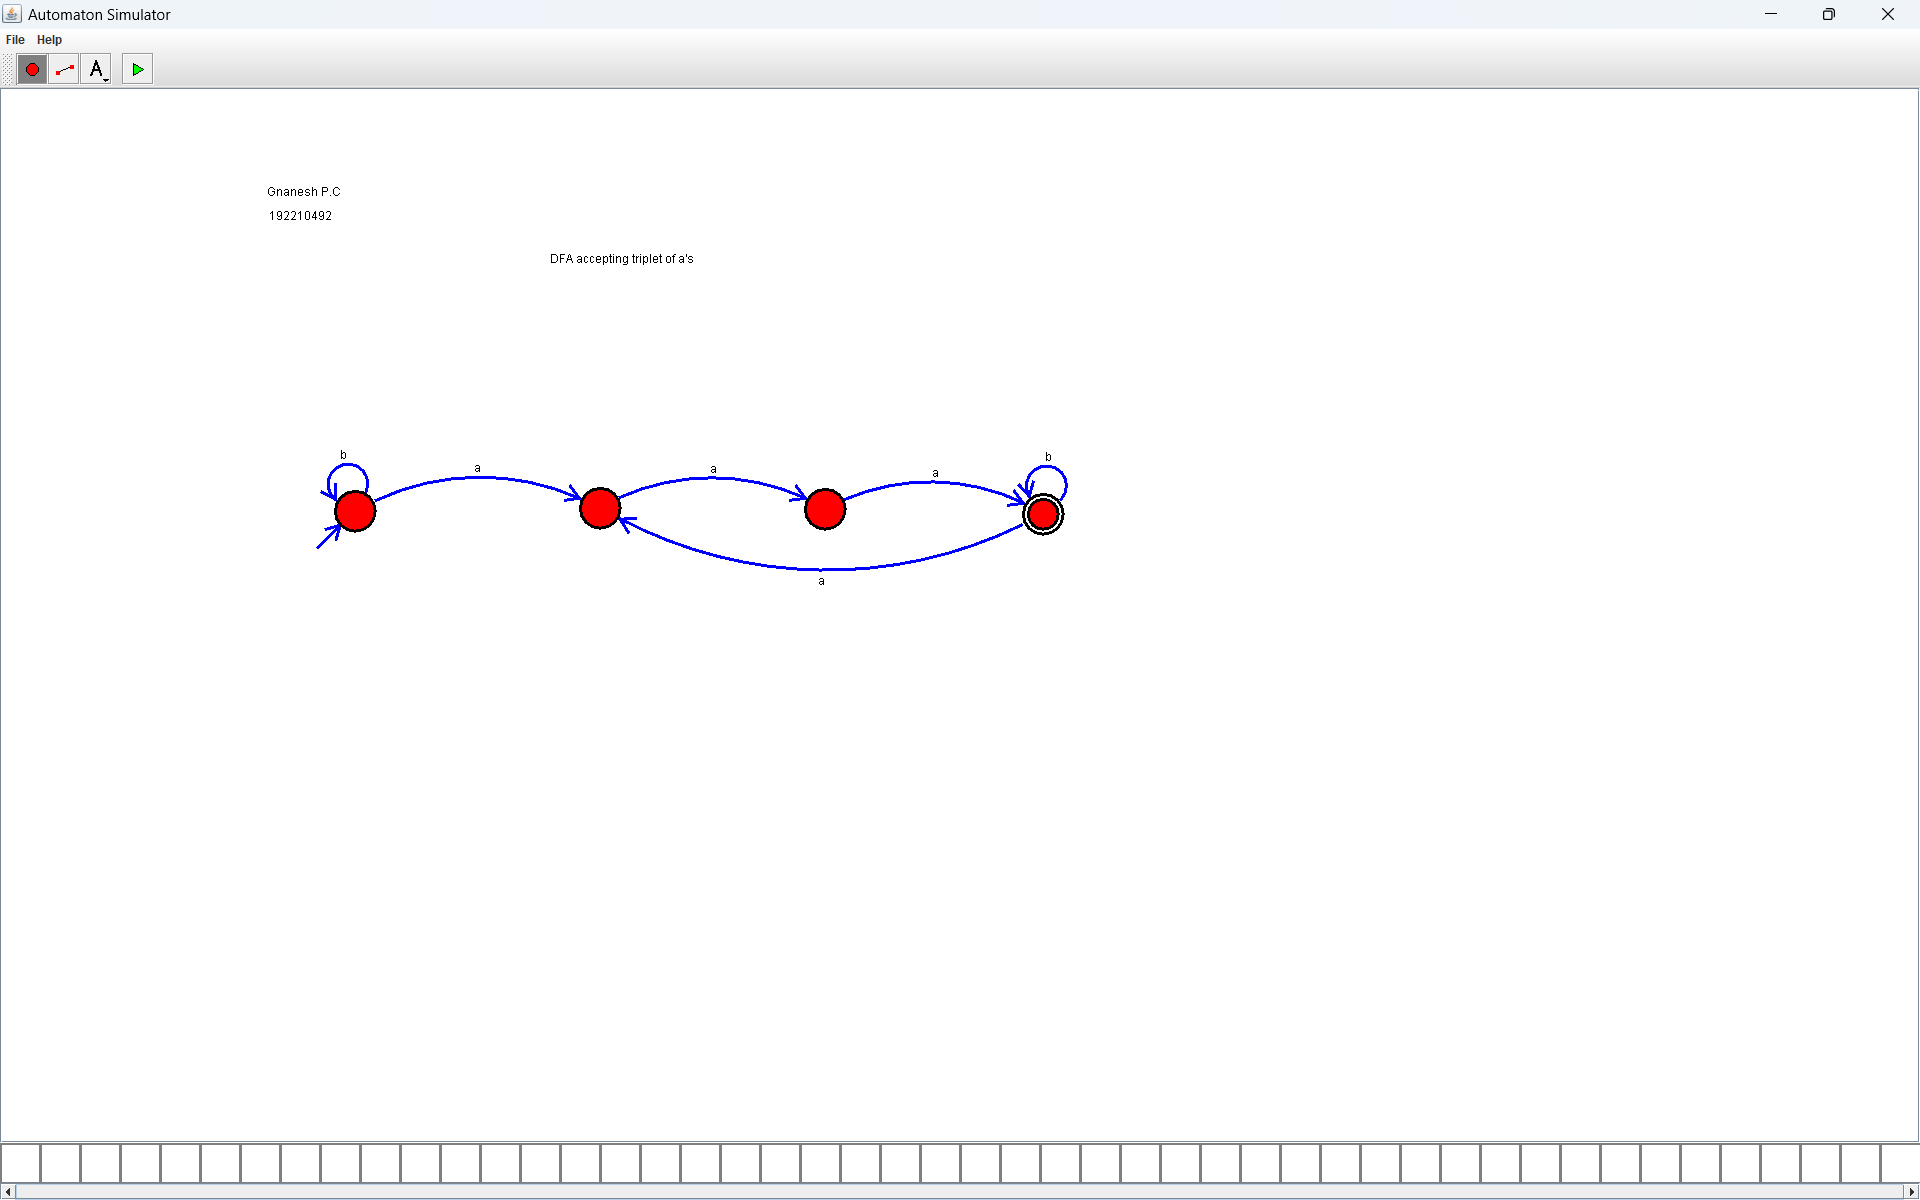 Automaton Simulator
File Help
A
Gnanesh P.C
192210492
DFA accepting triplet of a's
b
a
a
a
b
a